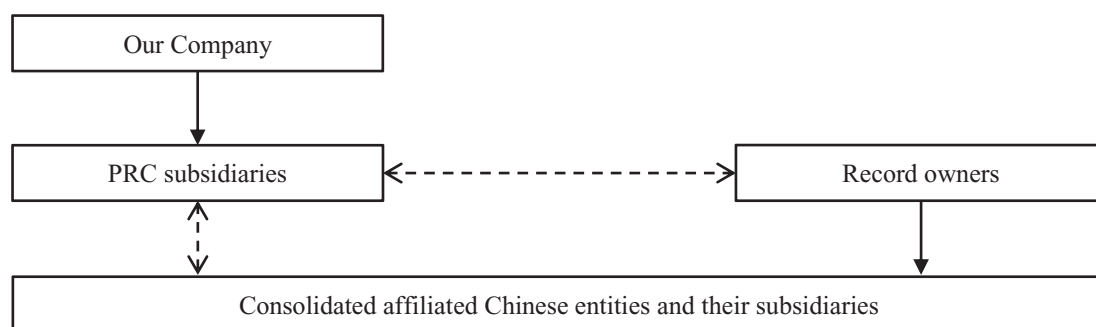 Our Company
PRC subsidiaries
Record owners
Consolidated affiliated Chinese entities and their subsidiaries